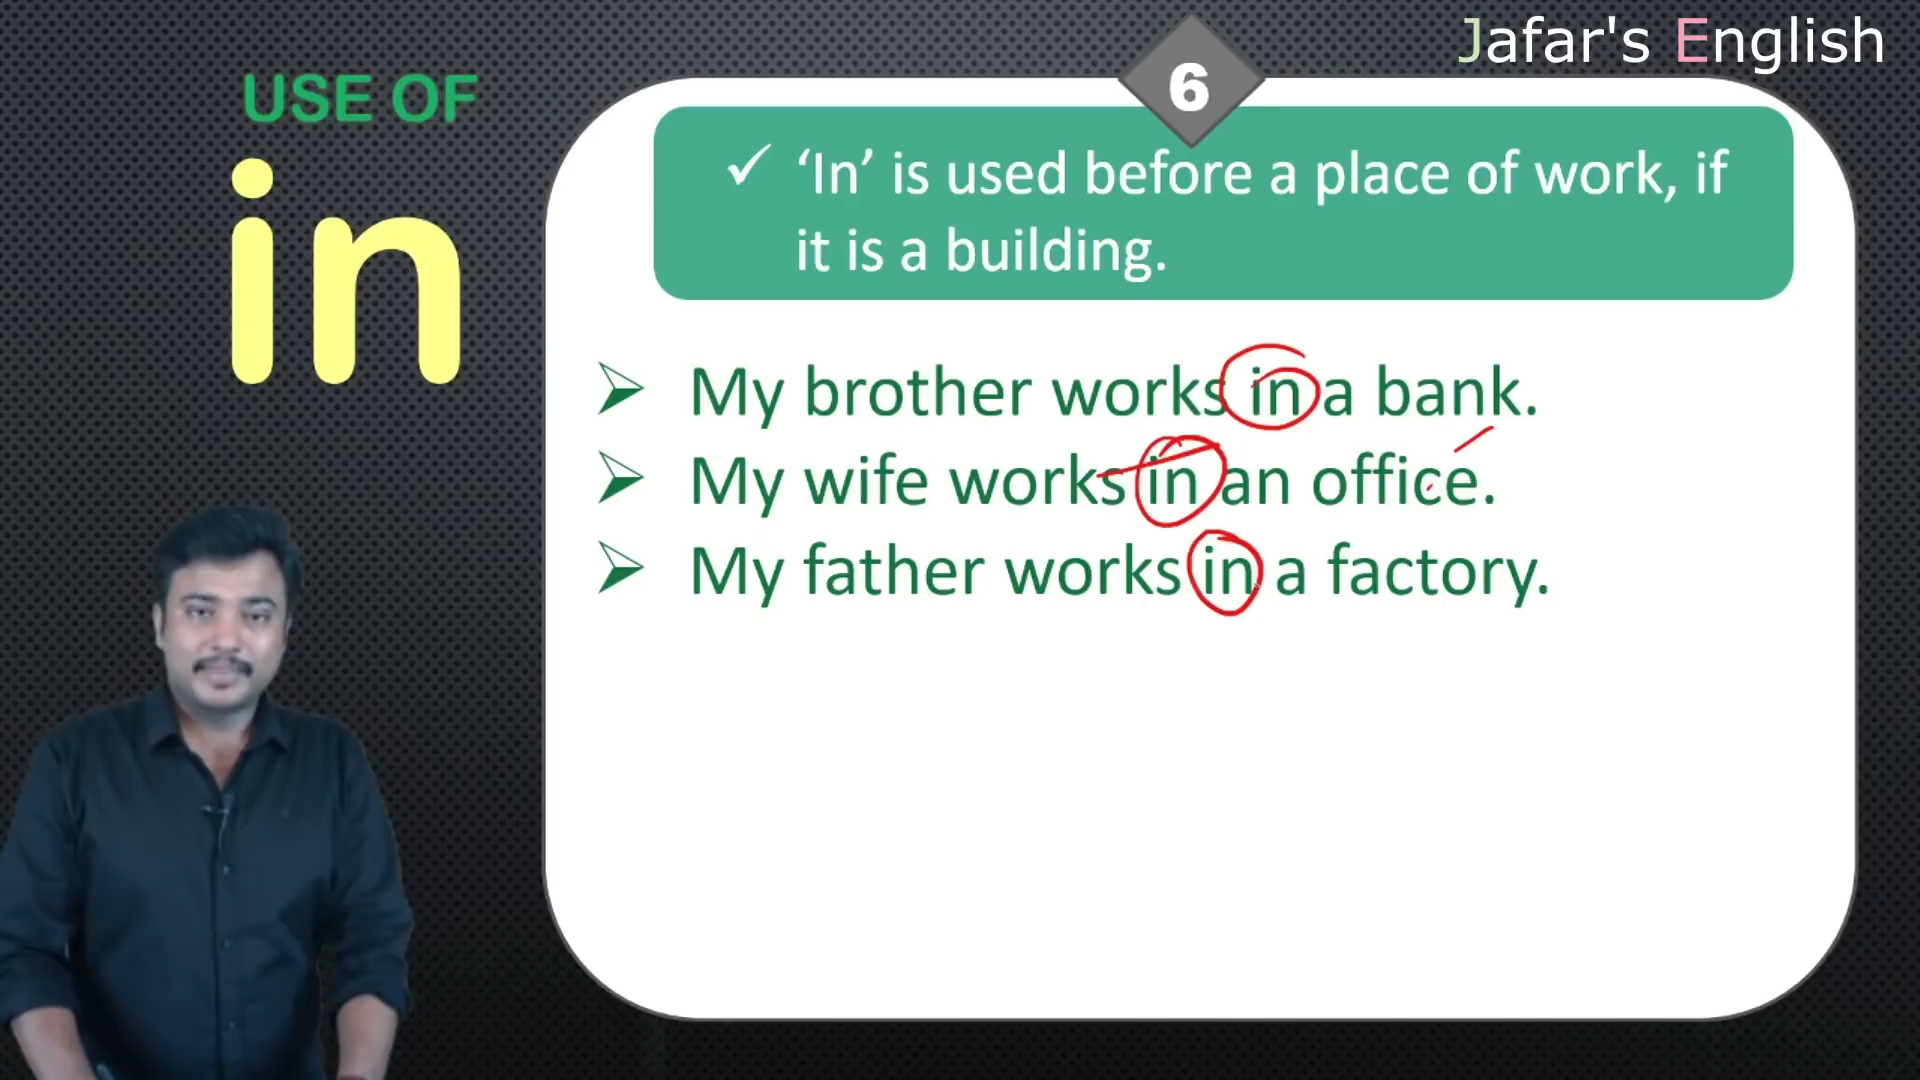 Jafar's English
USE OF
in
6
✓ ‘In’ is used before a place of work, if
it is a building.
➢ My brother works in a bank.
➢ My wife works in an office.
➢ My father works in a factory.